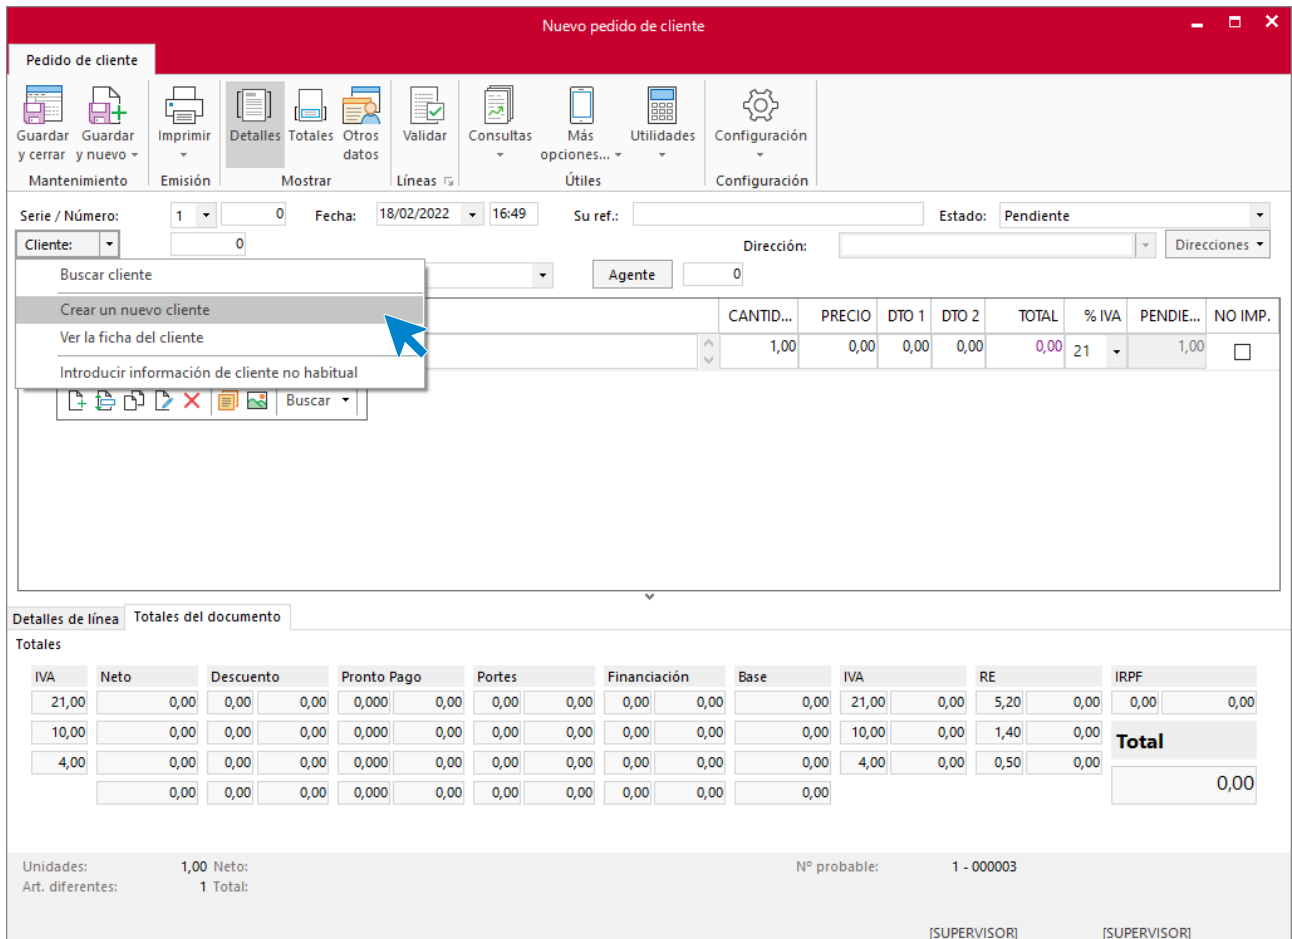 Nuevo pedido de cliente
Pedido de cliente
Guardar y cerrar
Guardar y nuevo
Imprimir
Detalles
Totales
Otros datos
Validar
Consultas
Más opciones...
Utilidades
Configuración
Mantenimiento
Emisión
Mostrar
Líneas
Útiles
Configuración
Serie / Número: 1 0 Fecha: 18/02/2022 16:49 Su ref.: Estado: Pendiente
Cliente: 0 Dirección: Direcciones
Agente 0
Buscar cliente
Crear un nuevo cliente
Ver la ficha del cliente
Introducir información de cliente no habitual
CANTID... PRECIO DTO 1 DTO 2 TOTAL % IVA PENDIE... NO IMP.
1,00 0,00 0,00 0,00 0,00 21 1,00
Buscar
Detalles de línea Totales del documento
Totales
IVA Neto Descuento Pronto Pago Portes Financiación Base IVA RE IRPF
21,00 0,00 0,00 0,00 0,000 0,00 0,00 0,00 0,00 0,00 0,00 21,00 0,00 5,20 0,00 0,00 0,00
10,00 0,00 0,00 0,00 0,000 0,00 0,00 0,00 0,00 0,00 0,00 10,00 0,00 1,40 0,00 Total
4,00 0,00 0,00 0,00 0,000 0,00 0,00 0,00 0,00 0,00 0,00 4,00 0,00 0,50 0,00
0,00 0,00 0,00 0,000 0,00 0,00 0,00 0,00 0,00 0,00 0,00
Unidades: 1,00 Neto: Nº probable: 1 - 000003
Art. diferentes: 1 Total:
[SUPERVISOR] [SUPERVISOR]